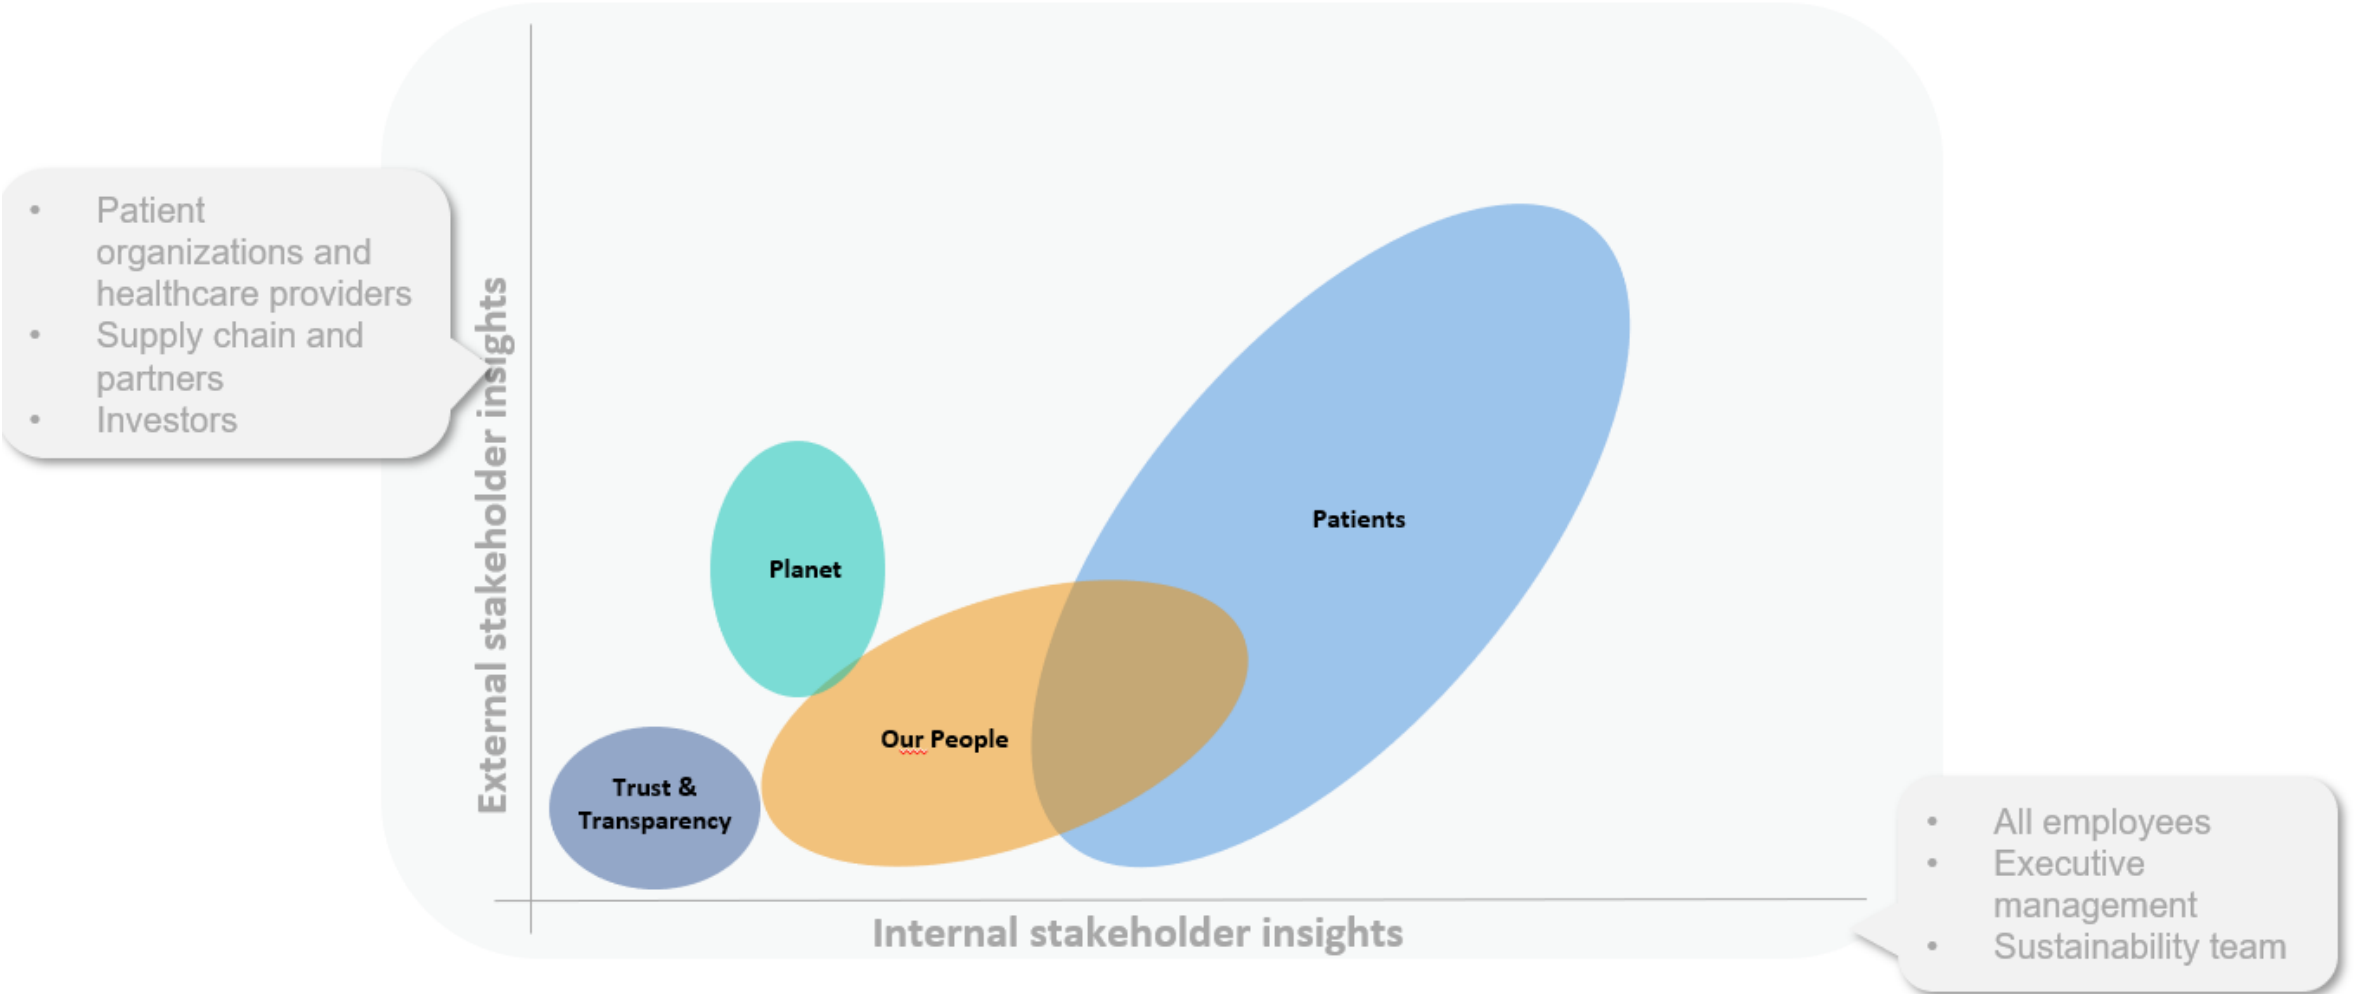 • Patient
organizations and
healthcare providers
• Supply chain and
partners
• Investors
External stakeholder insights
Patients
Planet
Our People
Trust &
Transparency
Internal stakeholder insights
• All employees
• Executive
management
• Sustainability team